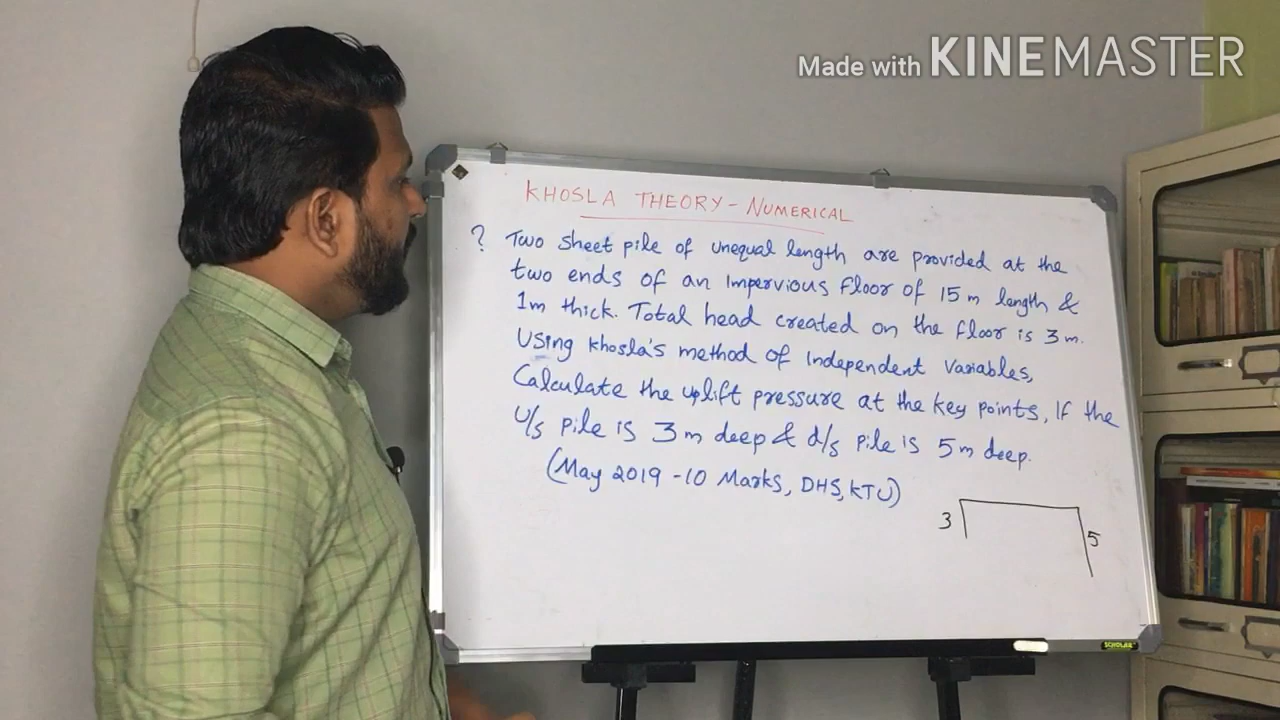 Made with KINEMASTER
KHOSLA THEORY - NUMERICAL
? Two sheet pile of unequal length are provided at the
two ends of an impervious floor of 15 m length &
1m thick. Total head created on the floor is 3 m.
Using khosla's method of independent variables,
Calculate the uplift pressure at the key points, If the
U/s pile is 3 m deep & d/s pile is 5 m deep.
(May 2019 -10 Marks, DHS, KTU)
3
5
SCHOLAR